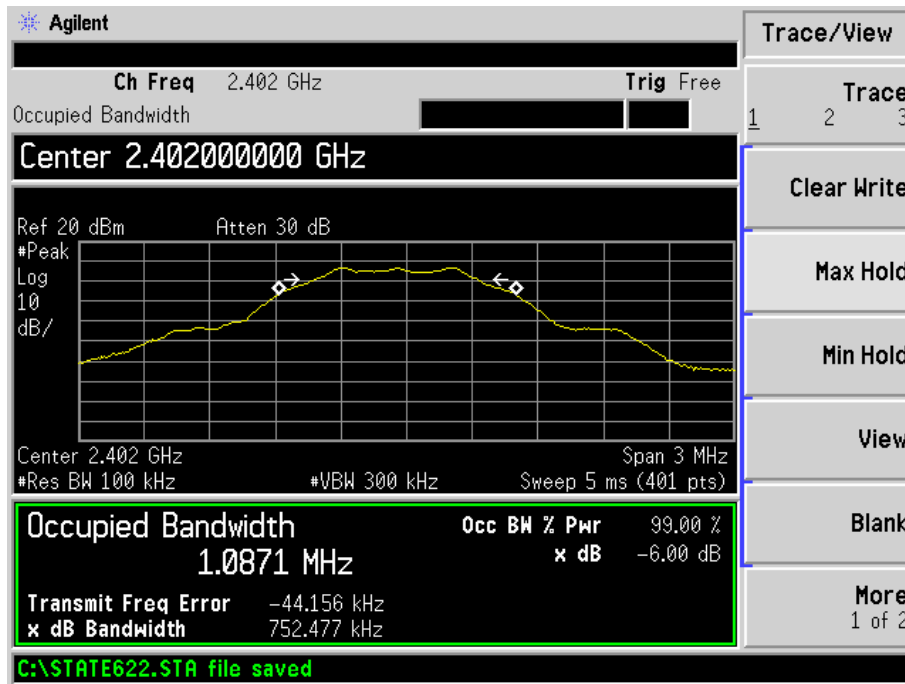 Agilent
Trace/View
Ch Freq 2.402 GHz Trig Free
Occupied Bandwidth
Trace
1 2 3
Center 2.402000000 GHz
Clear Write
Ref 20 dBm Atten 30 dB
#Peak
Log
10
dB/
Max Hold
Min Hold
View
Center 2.402 GHz Span 3 MHz
#Res BW 100 kHz #VBW 300 kHz Sweep 5 ms (401 pts)
Blank
Occupied Bandwidth Occ BW % Pwr 99.00 %
1.0871 MHz x dB -6.00 dB
Transmit Freq Error -44.156 kHz
x dB Bandwidth 752.477 kHz
More
1 of 2
C:\STATE622.STA file saved